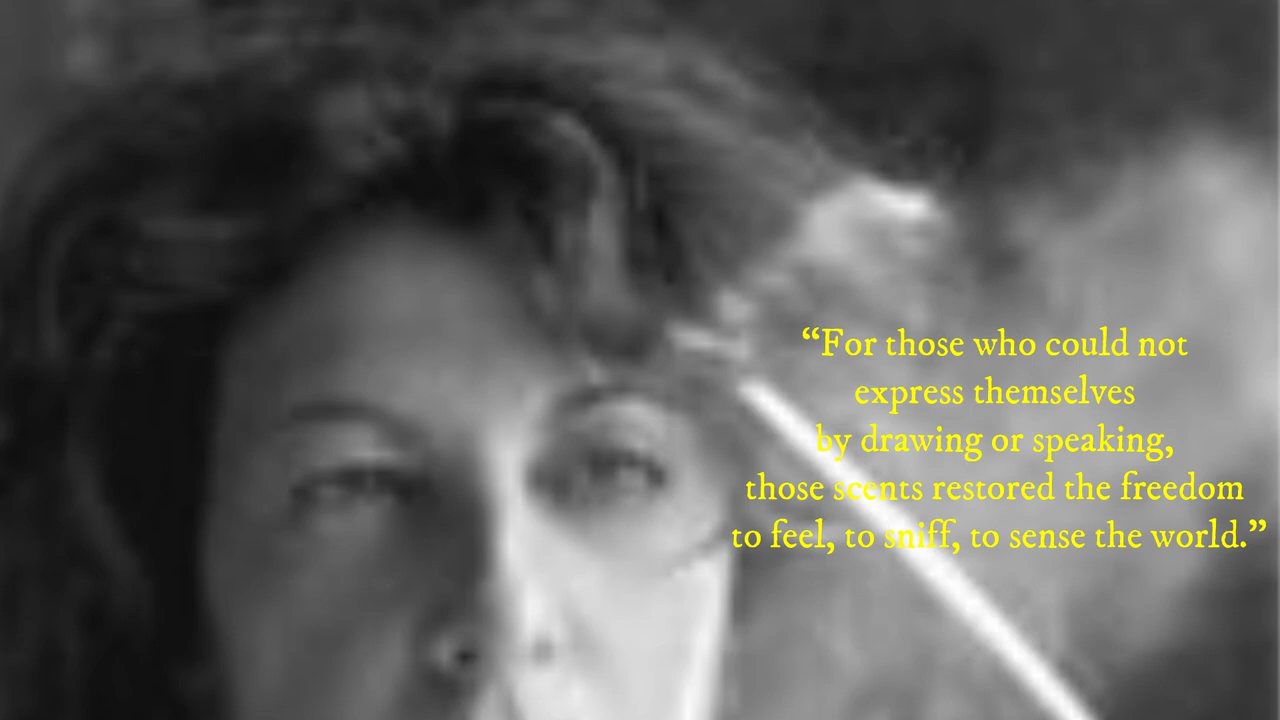 “For those who could not
express themselves
by drawing or speaking,
those scents restored the freedom
to feel, to sniff, to sense the world.”